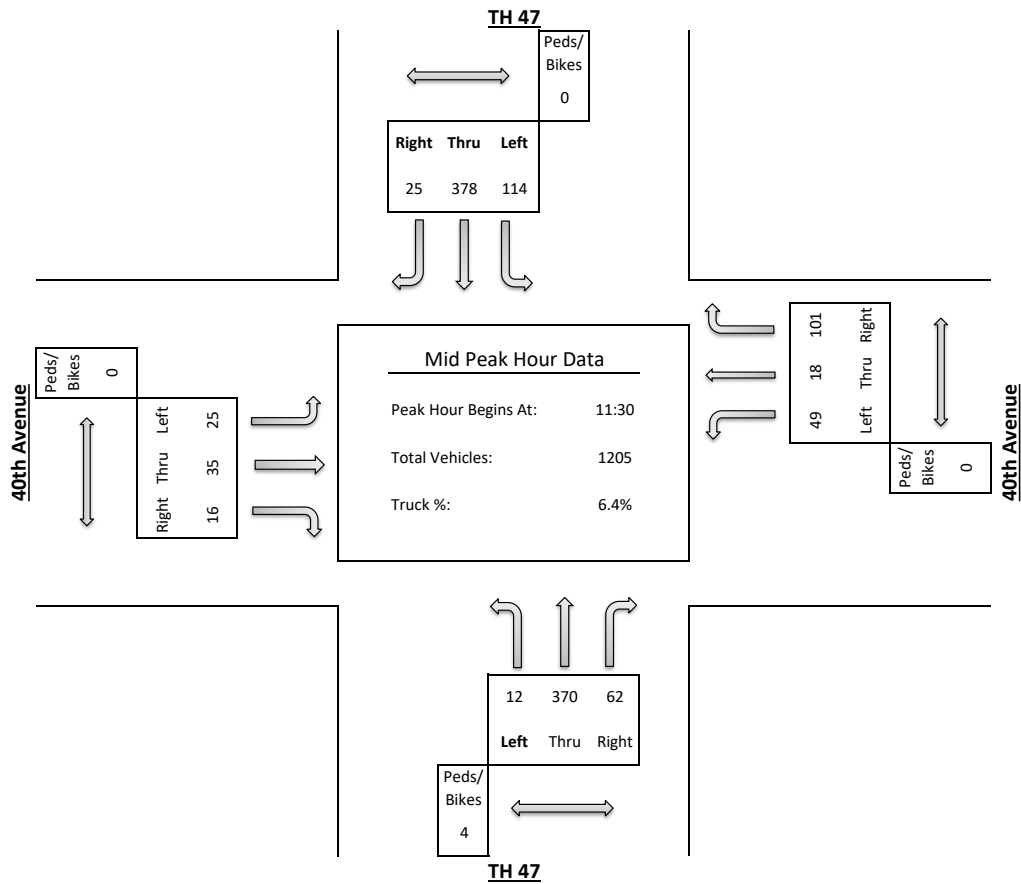 TH 47
Peds/
Bikes
0
Right Thru Left
25 378 114
Peds/
Bikes
0
40th Avenue
Left
25
Thru
35
Right
16
Mid Peak Hour Data
Peak Hour Begins At: 11:30
Total Vehicles: 1205
Truck %: 6.4%
101
Right
18
Thru
49
Left
Peds/
Bikes
0
40th Avenue
12 370 62
Left Thru Right
Peds/
Bikes
4
TH 47